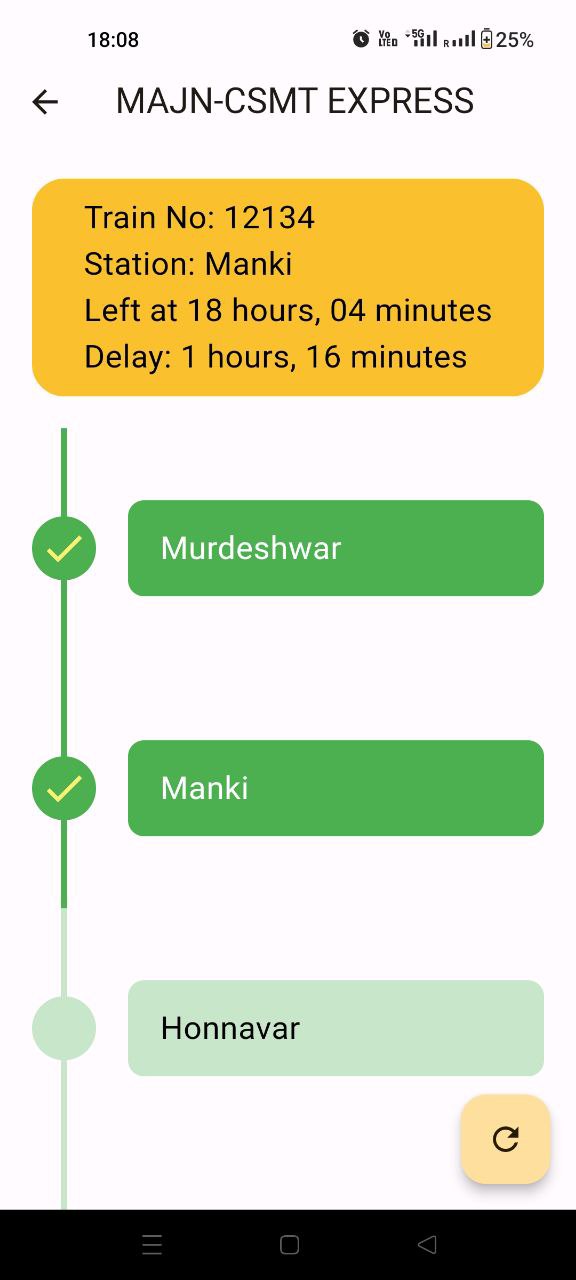 18:08
Vo LTED 5G R 25%
MAJN-CSMT EXPRESS
Train No: 12134
Station: Manki
Left at 18 hours, 04 minutes
Delay: 1 hours, 16 minutes
Murdeshwar
Manki
Honnavar